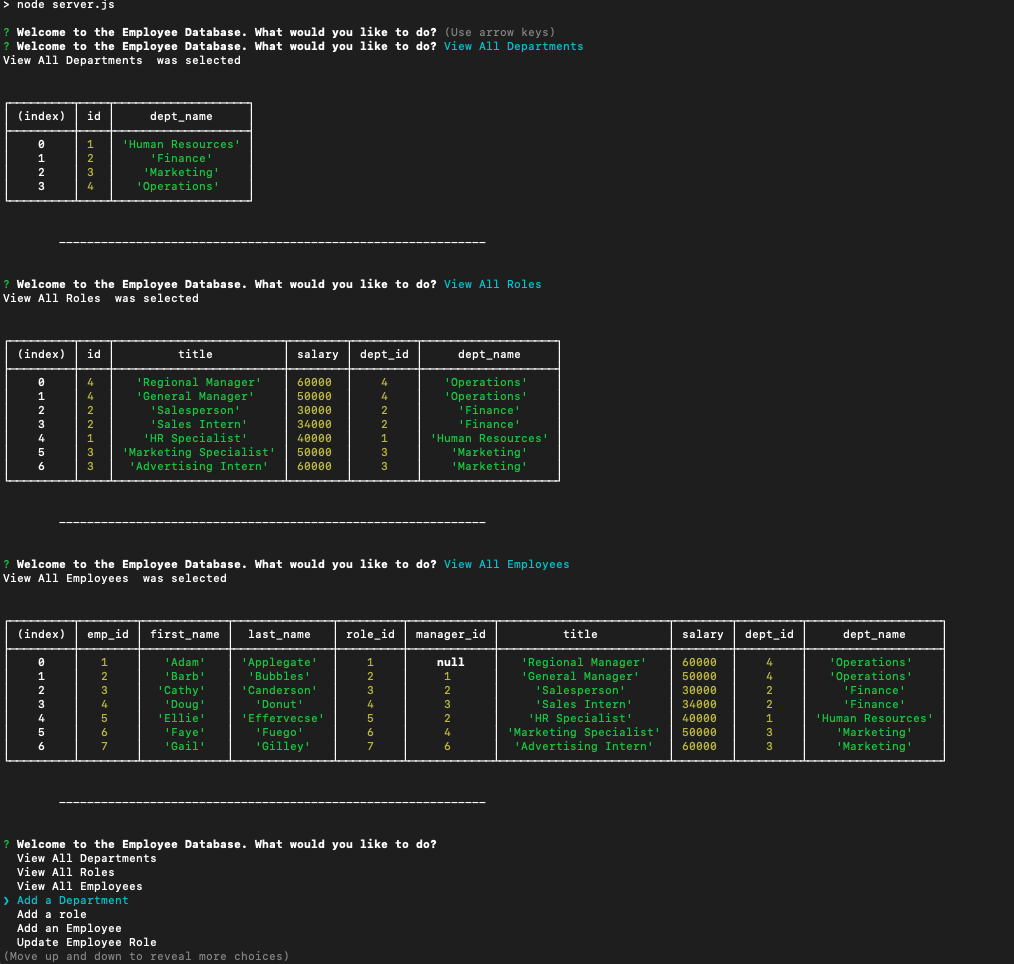 > node server.js
? Welcome to the Employee Database. What would you like to do? (Use arrow keys)
? Welcome to the Employee Database. What would you like to do? View All Departments
View All Departments  was selected
(index) id dept_name
0 1 'Human Resources'
1 2 'Finance'
2 3 'Marketing'
3 4 'Operations'
? Welcome to the Employee Database. What would you like to do? View All Roles
View All Roles  was selected
(index) id title salary dept_id dept_name
0 4 'Regional Manager' 60000 4 'Operations'
1 4 'General Manager' 50000 4 'Operations'
2 2 'Salesperson' 30000 2 'Finance'
3 2 'Sales Intern' 34000 2 'Finance'
4 1 'HR Specialist' 40000 1 'Human Resources'
5 3 'Marketing Specialist' 50000 3 'Marketing'
6 3 'Advertising Intern' 60000 3 'Marketing'
? Welcome to the Employee Database. What would you like to do? View All Employees
View All Employees  was selected
(index) emp_id first_name last_name role_id manager_id title salary dept_id dept_name
0 1 'Adam' 'Applegate' 1 null 'Regional Manager' 60000 4 'Operations'
1 2 'Barb' 'Bubbles' 2 1 'General Manager' 50000 4 'Operations'
2 3 'Cathy' 'Canderson' 3 2 'Salesperson' 30000 2 'Finance'
3 4 'Doug' 'Donut' 4 3 'Sales Intern' 34000 2 'Finance'
4 5 'Ellie' 'Effervecse' 5 2 'HR Specialist' 40000 1 'Human Resources'
5 6 'Faye' 'Fuego' 6 4 'Marketing Specialist' 50000 3 'Marketing'
6 7 'Gail' 'Gilley' 7 6 'Advertising Intern' 60000 3 'Marketing'
? Welcome to the Employee Database. What would you like to do?
View All Departments
View All Roles
View All Employees
❯ Add a Department
Add a role
Add an Employee
Update Employee Role
(Move up and down to reveal more choices)